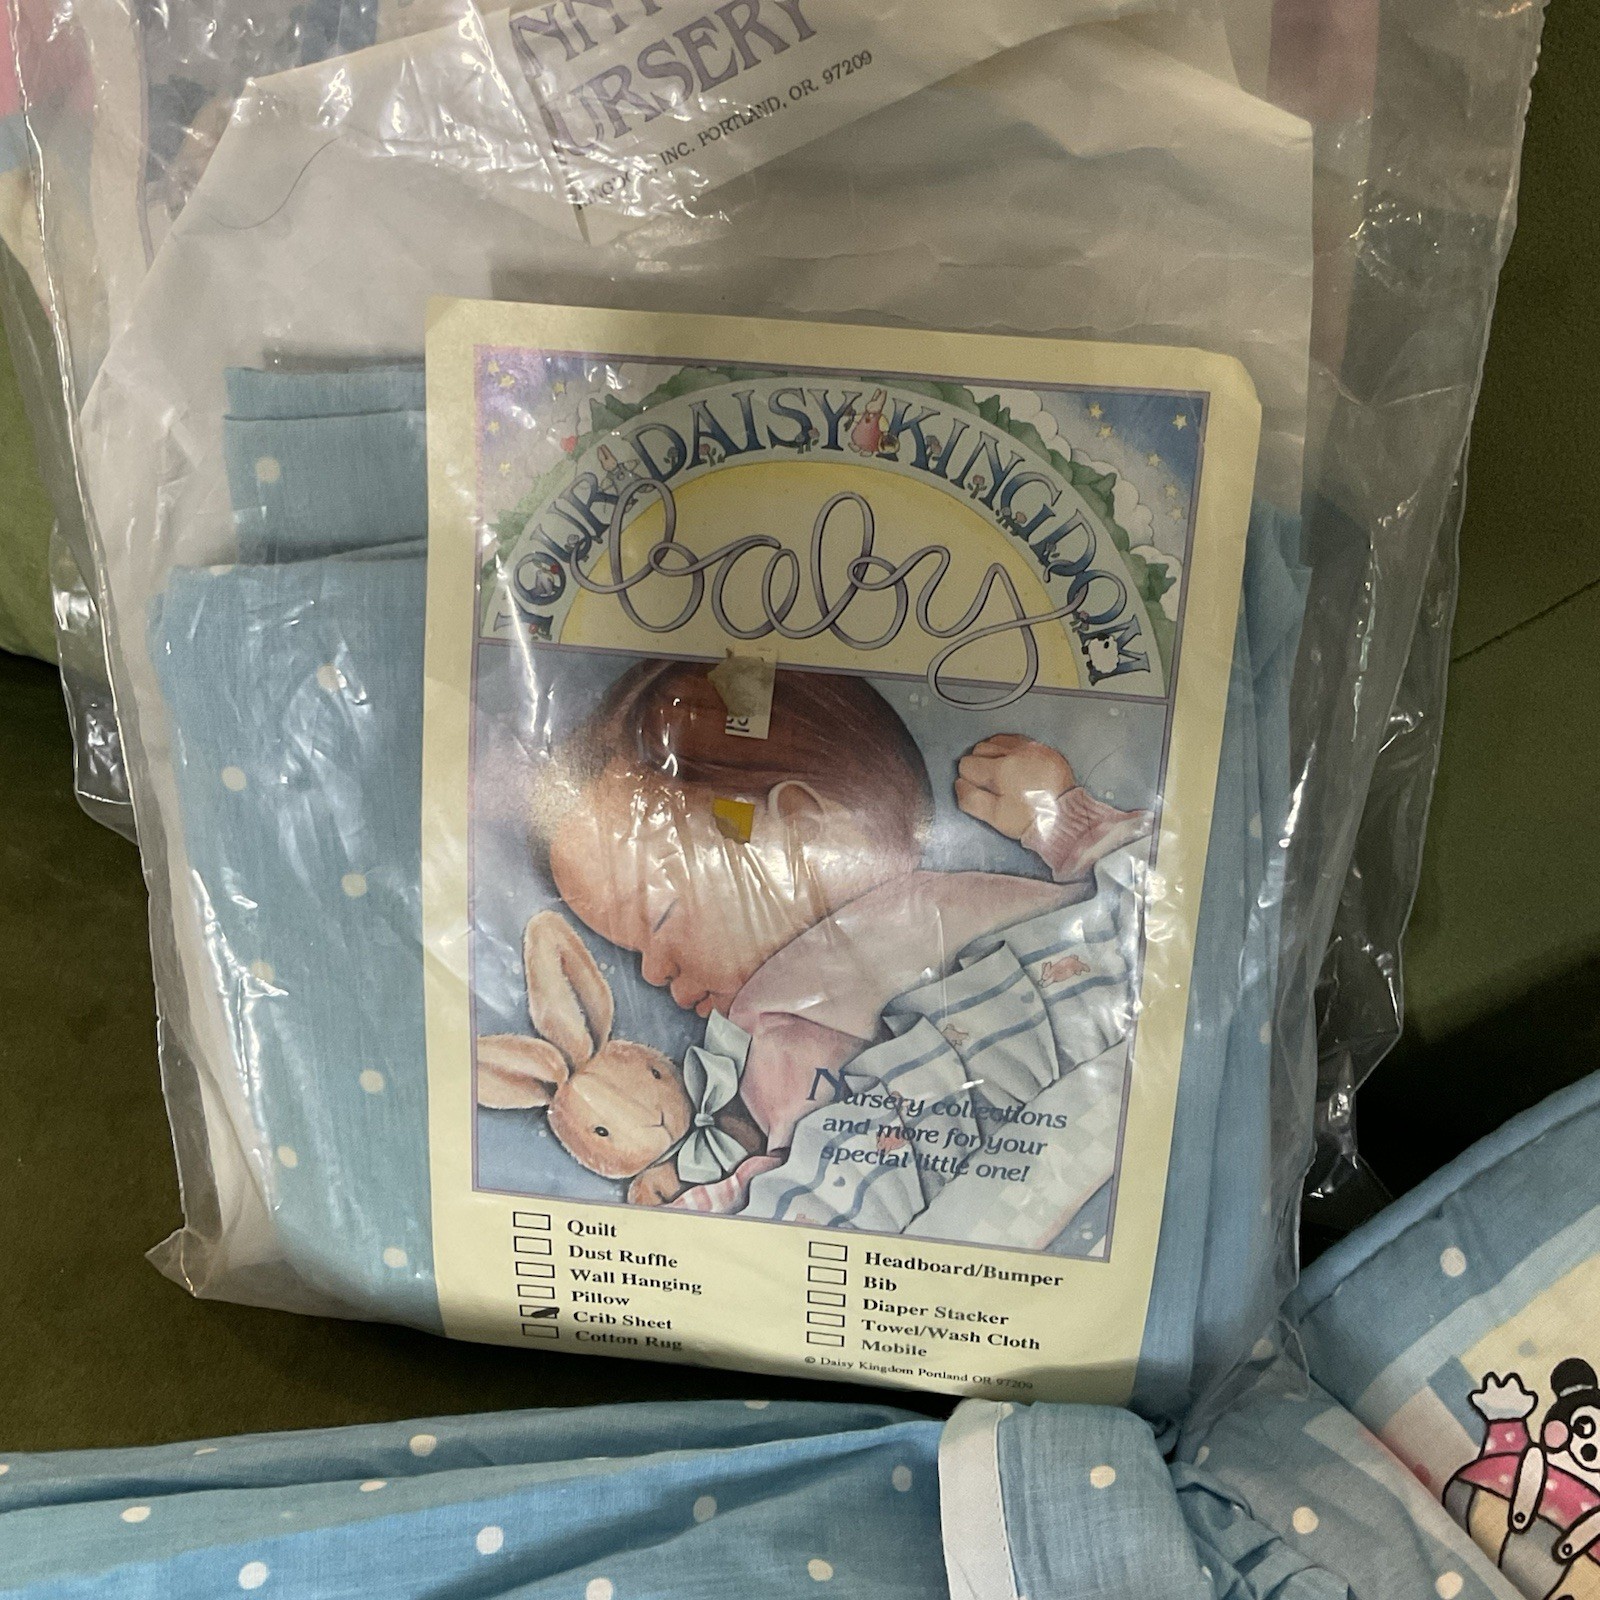 URSERY
INC. PORTLAND, OR. 97209
YOUR DAISY KINGDOM
baby
Nursery collections
and more for your
special little one!
Quilt
Dust Ruffle
Wall Hanging
Pillow
Crib Sheet
Cotton Rug
Headboard/Bumper
Bib
Diaper Stacker
Towel/Wash Cloth
Mobile
© Daisy Kingdom Portland OR 97209